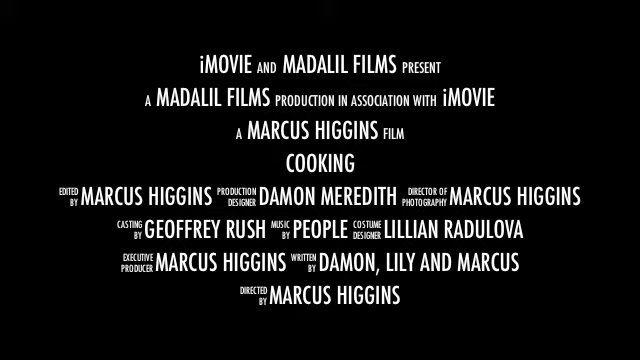 iMOVIE AND MADALIL FILMS PRESENT
A MADALIL FILMS PRODUCTION IN ASSOCIATION WITH iMOVIE
A MARCUS HIGGINS FILM
COOKING
EDITED BY MARCUS HIGGINS PRODUCTION DESIGNER DAMON MEREDITH DIRECTOR OF PHOTOGRAPHY MARCUS HIGGINS
CASTING BY GEOFFREY RUSH MUSIC BY PEOPLE COSTUME DESIGNER LILLIAN RADULOVA
EXECUTIVE PRODUCER MARCUS HIGGINS WRITTEN BY DAMON, LILY AND MARCUS
DIRECTED BY MARCUS HIGGINS